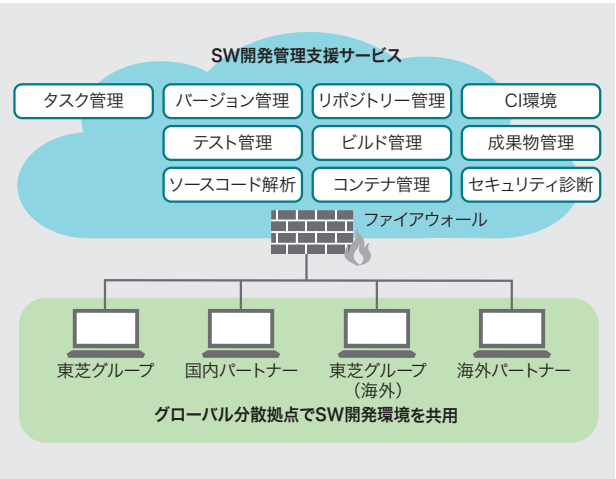 SW開発管理支援サービス
タスク管理
バージョン管理
リポジトリー管理
CI環境
テスト管理
ビルド管理
成果物管理
ソースコード解析
コンテナ管理
セキュリティ診断
ファイアウォール
東芝グループ
国内パートナー
東芝グループ
（海外）
海外パートナー
グローバル分散拠点でSW開発環境を共用